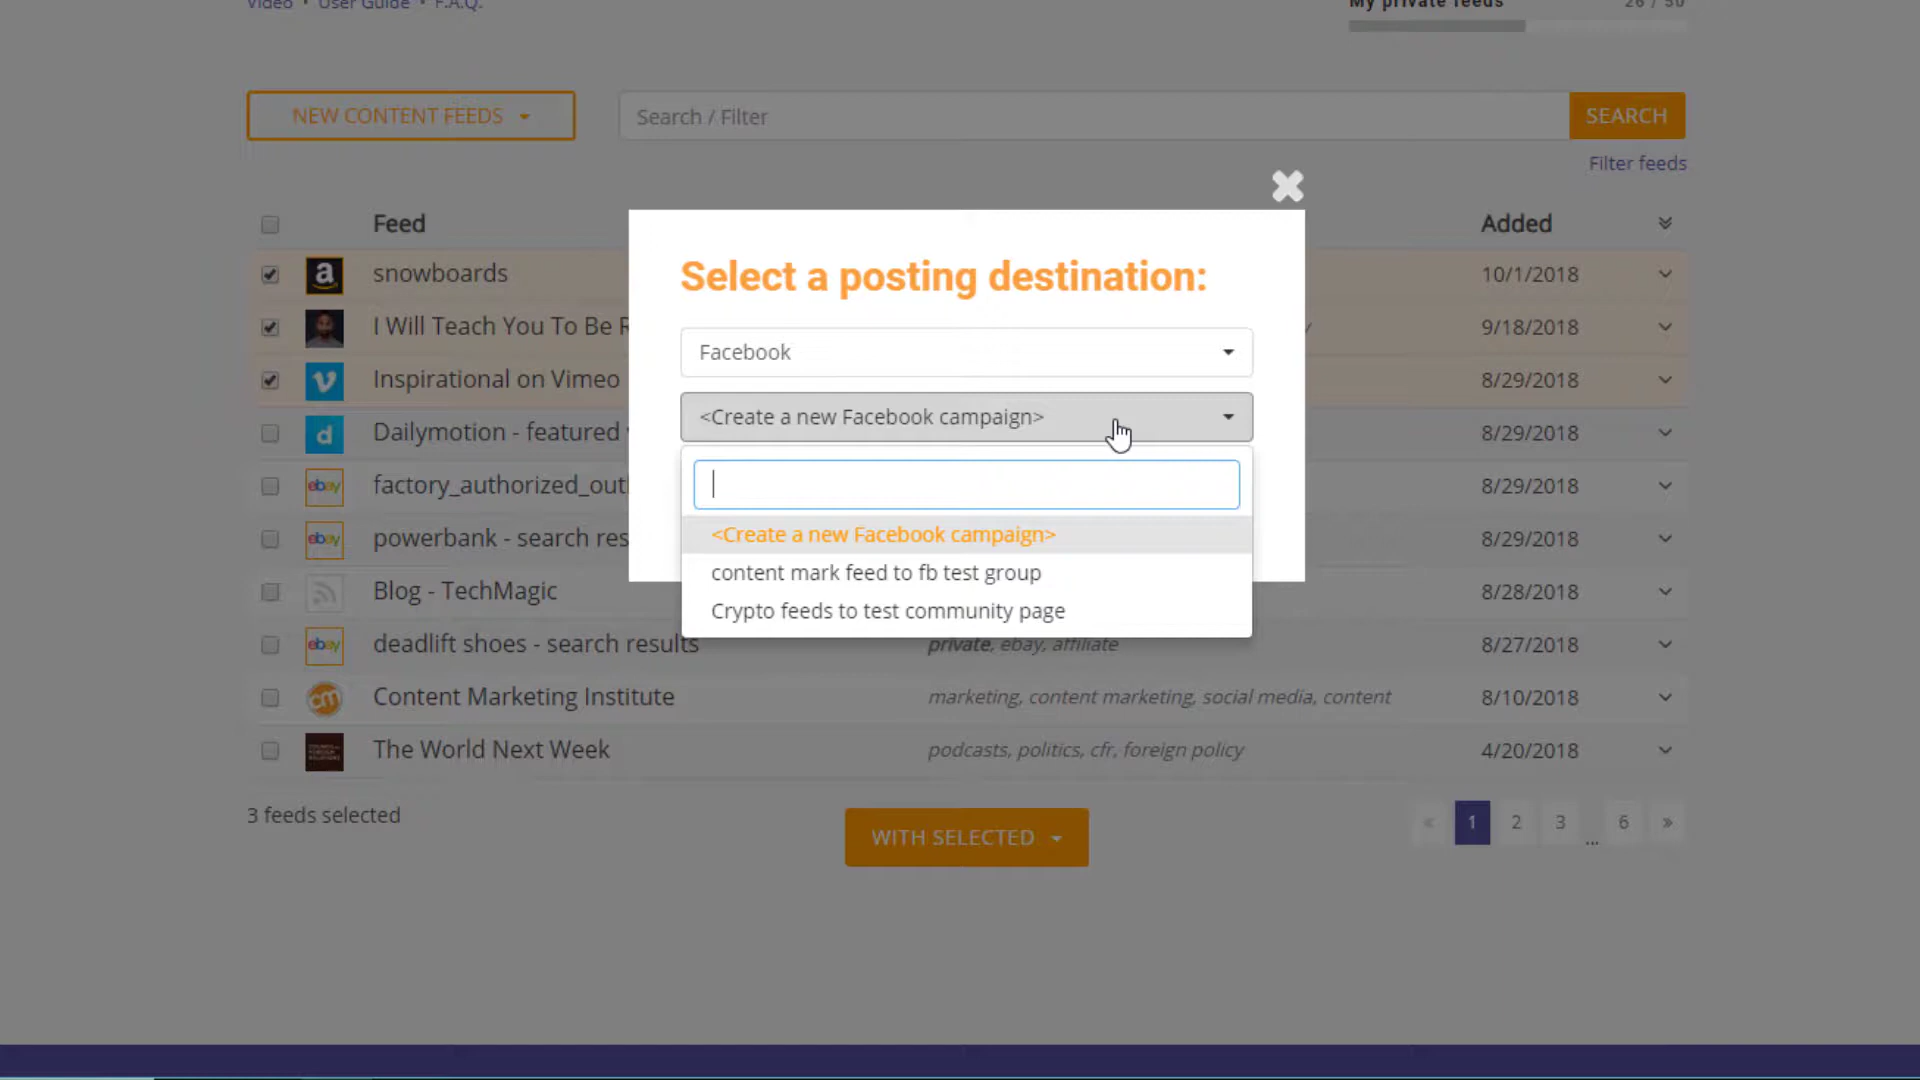 Video • User Guide • F.A.Q.
My private feeds 26 / 50
NEW CONTENT FEEDS
Search / Filter
SEARCH
Filter feeds
Feed
Added
Select a posting destination:
Facebook
<Create a new Facebook campaign>
<Create a new Facebook campaign>
content mark feed to fb test group
Crypto feeds to test community page
snowboards 10/1/2018
I Will Teach You To Be 9/18/2018
Inspirational on Vimeo 8/29/2018
Dailymotion - featured 8/29/2018
ebay factory_authorized_out 8/29/2018
ebay powerbank - search res 8/29/2018
Blog - TechMagic 8/28/2018
ebay deadlift shoes - search results private, ebay, affiliate 8/27/2018
cm Content Marketing Institute marketing, content marketing, social media, content 8/10/2018
The World Next Week podcasts, politics, cfr, foreign policy 4/20/2018
3 feeds selected
WITH SELECTED
« 1 2 3 ... 6 »